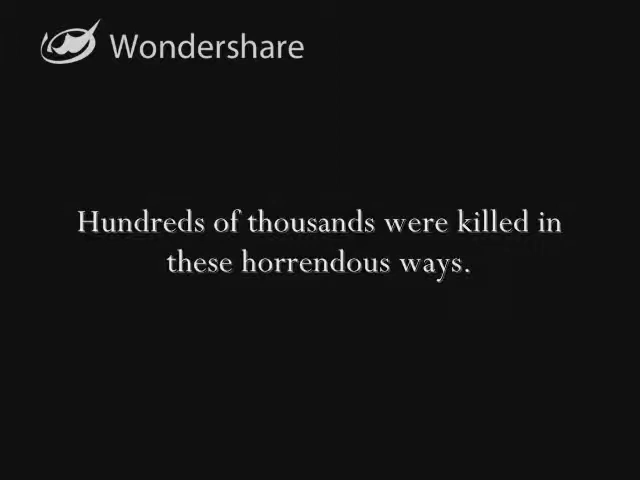 Wondershare
Hundreds of thousands were killed in
these horrendous ways.